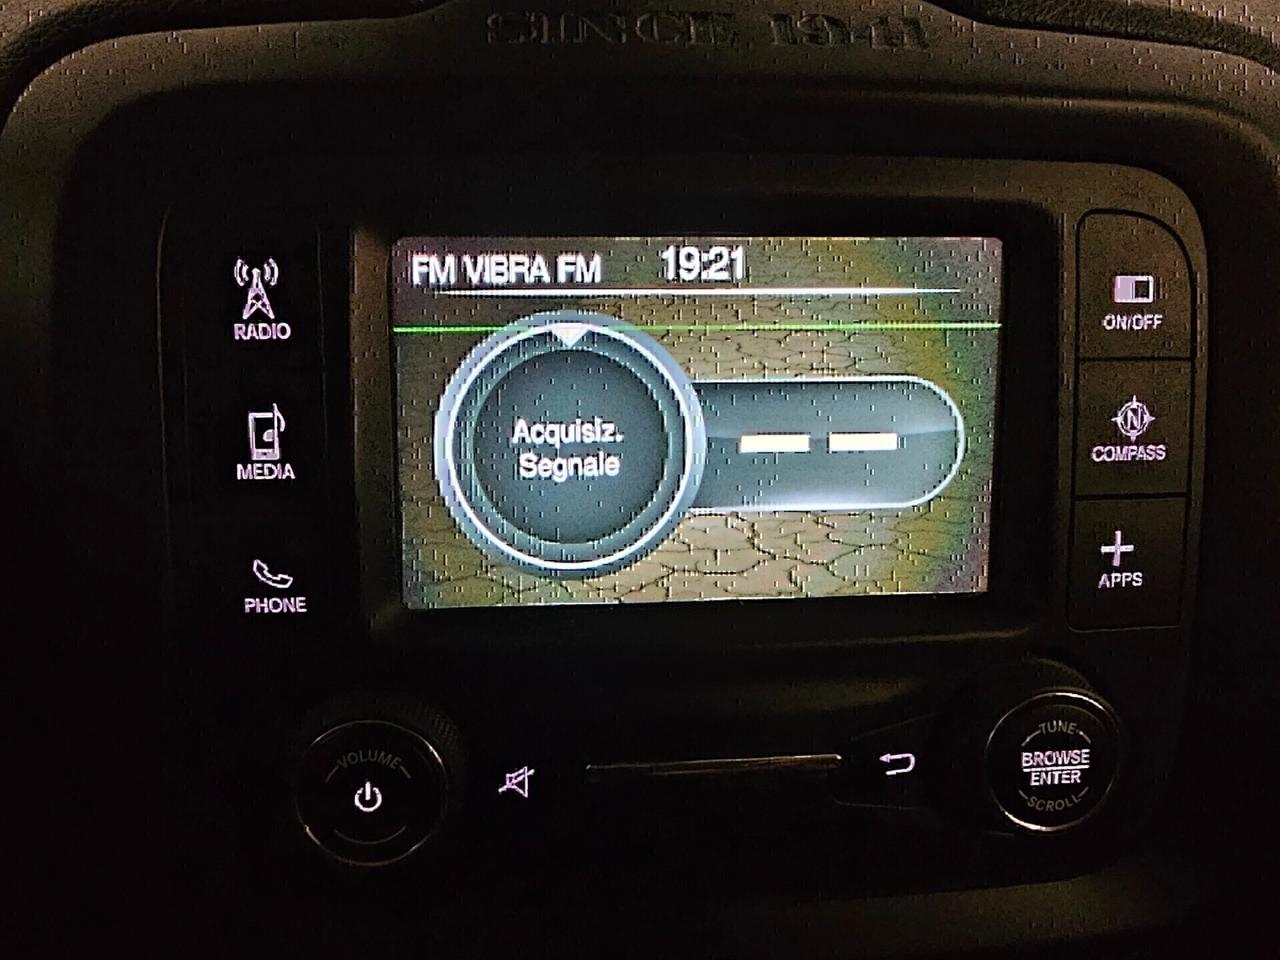 SINCE 1941
FM VIBRA FM 19:21
RADIO
ON/OFF
Acquisiz.
Segnale
-- --
N
COMPASS
MEDIA
APPS
PHONE
VOLUME
TUNE
BROWSE
ENTER
SCROLL